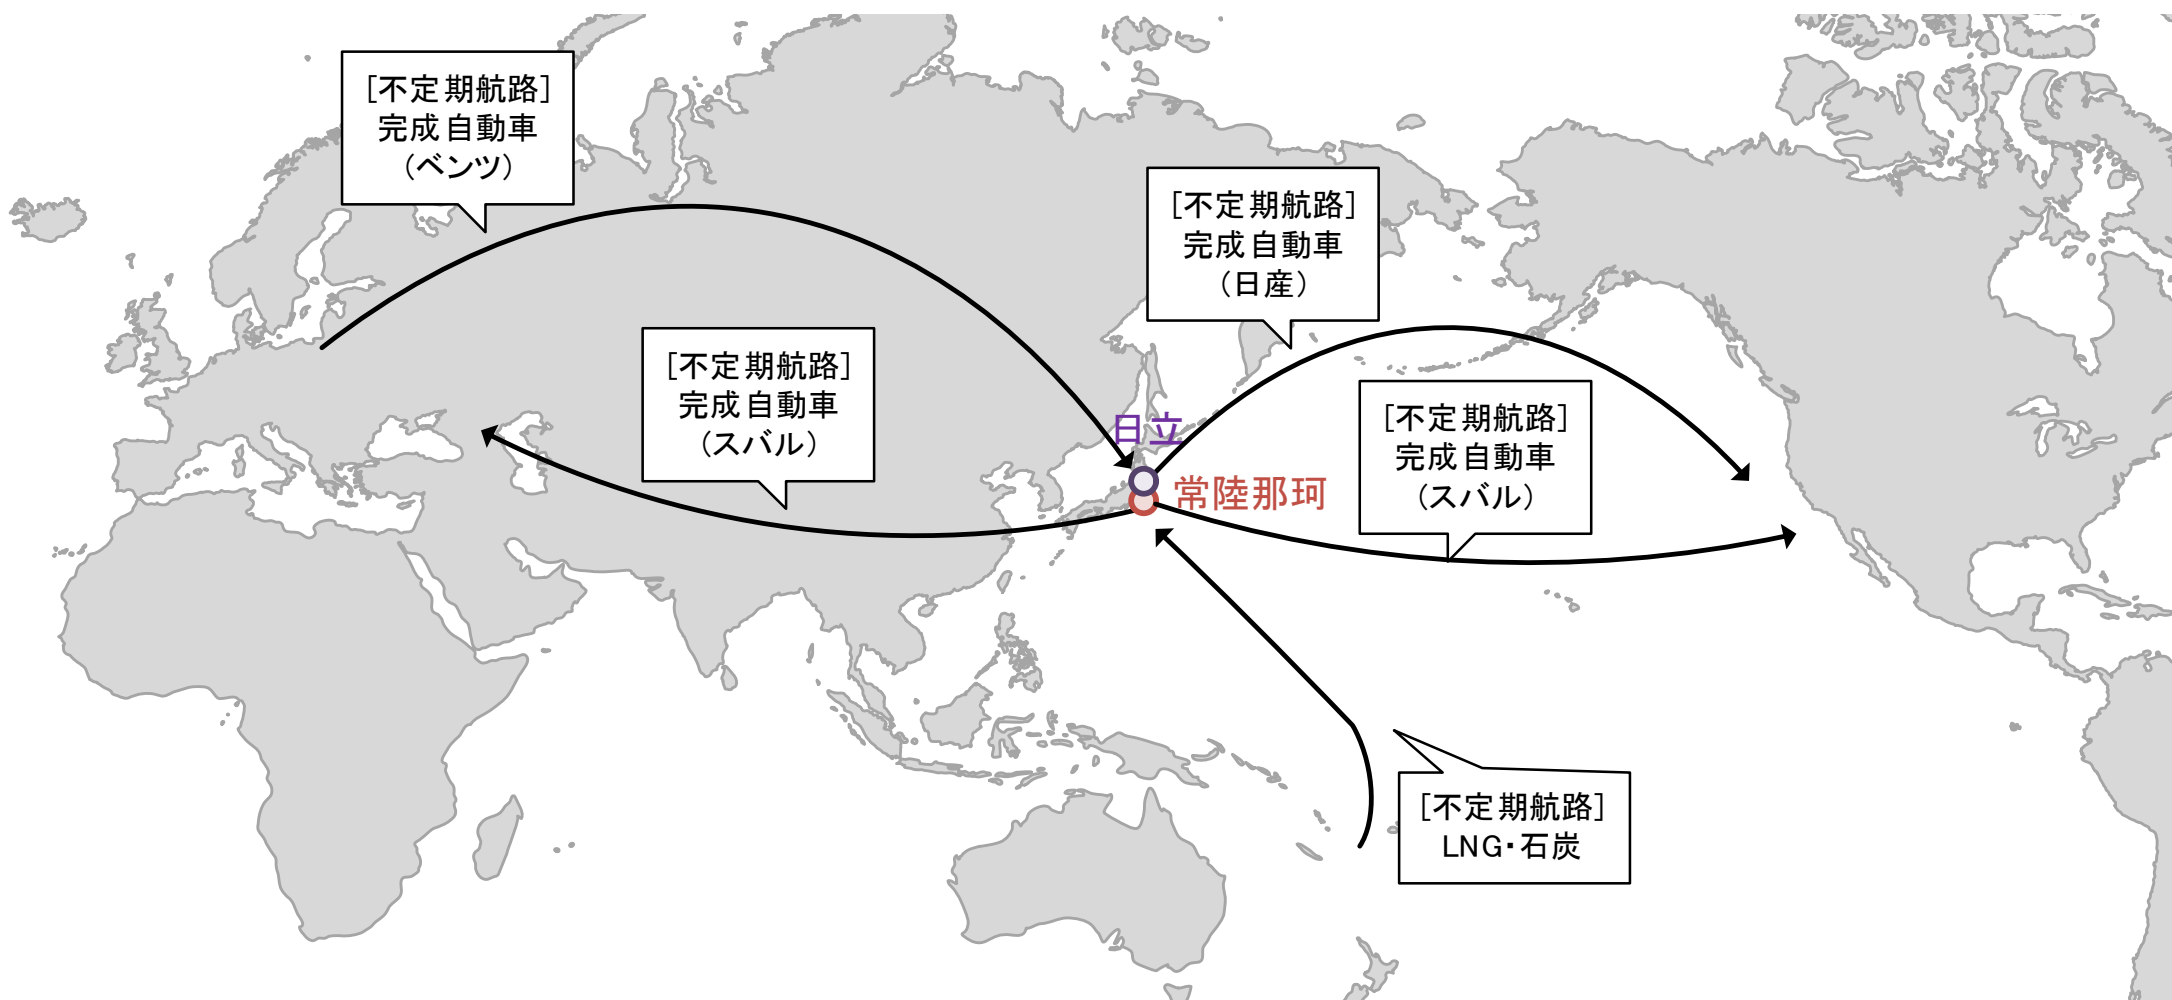 [不定期航路]
完成自動車
(ベンツ)
[不定期航路]
完成自動車
(日産)
[不定期航路]
完成自動車
(スバル)
[不定期航路]
完成自動車
(スバル)
日立
常陸那珂
[不定期航路]
LNG・石炭